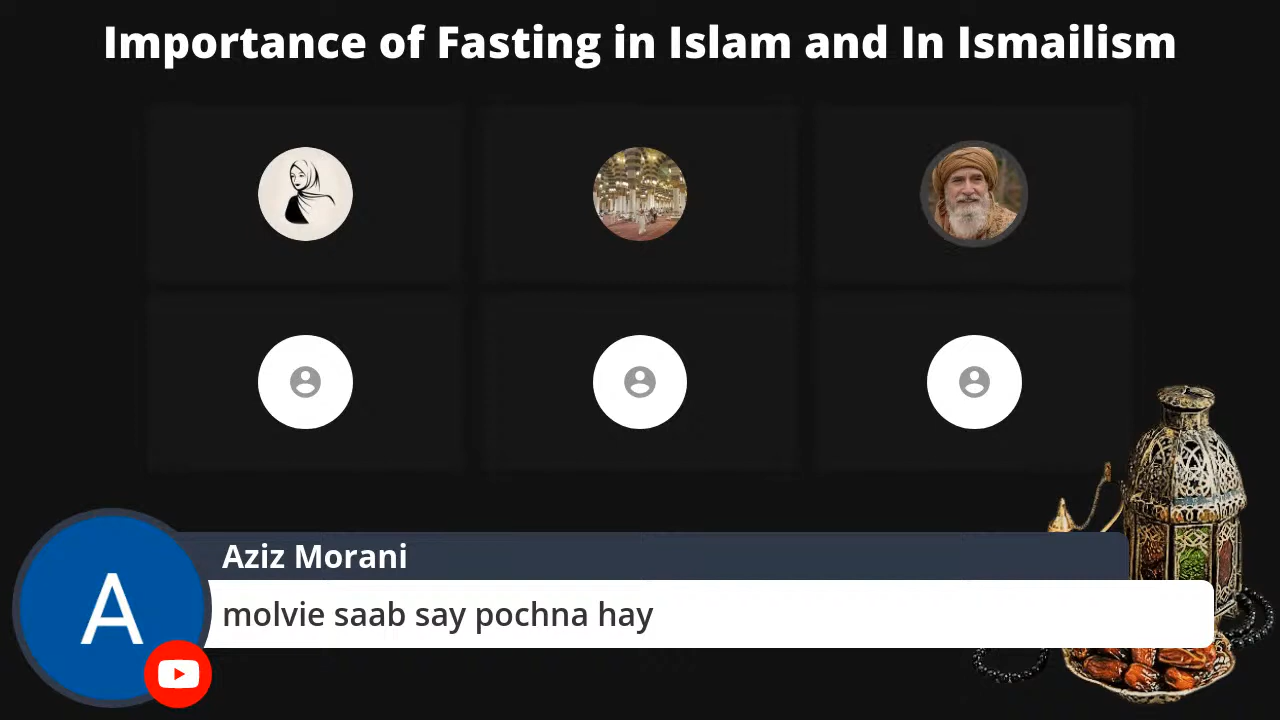 Importance of Fasting in Islam and In Ismailism
A
Aziz Morani
molvie saab say pochna hay